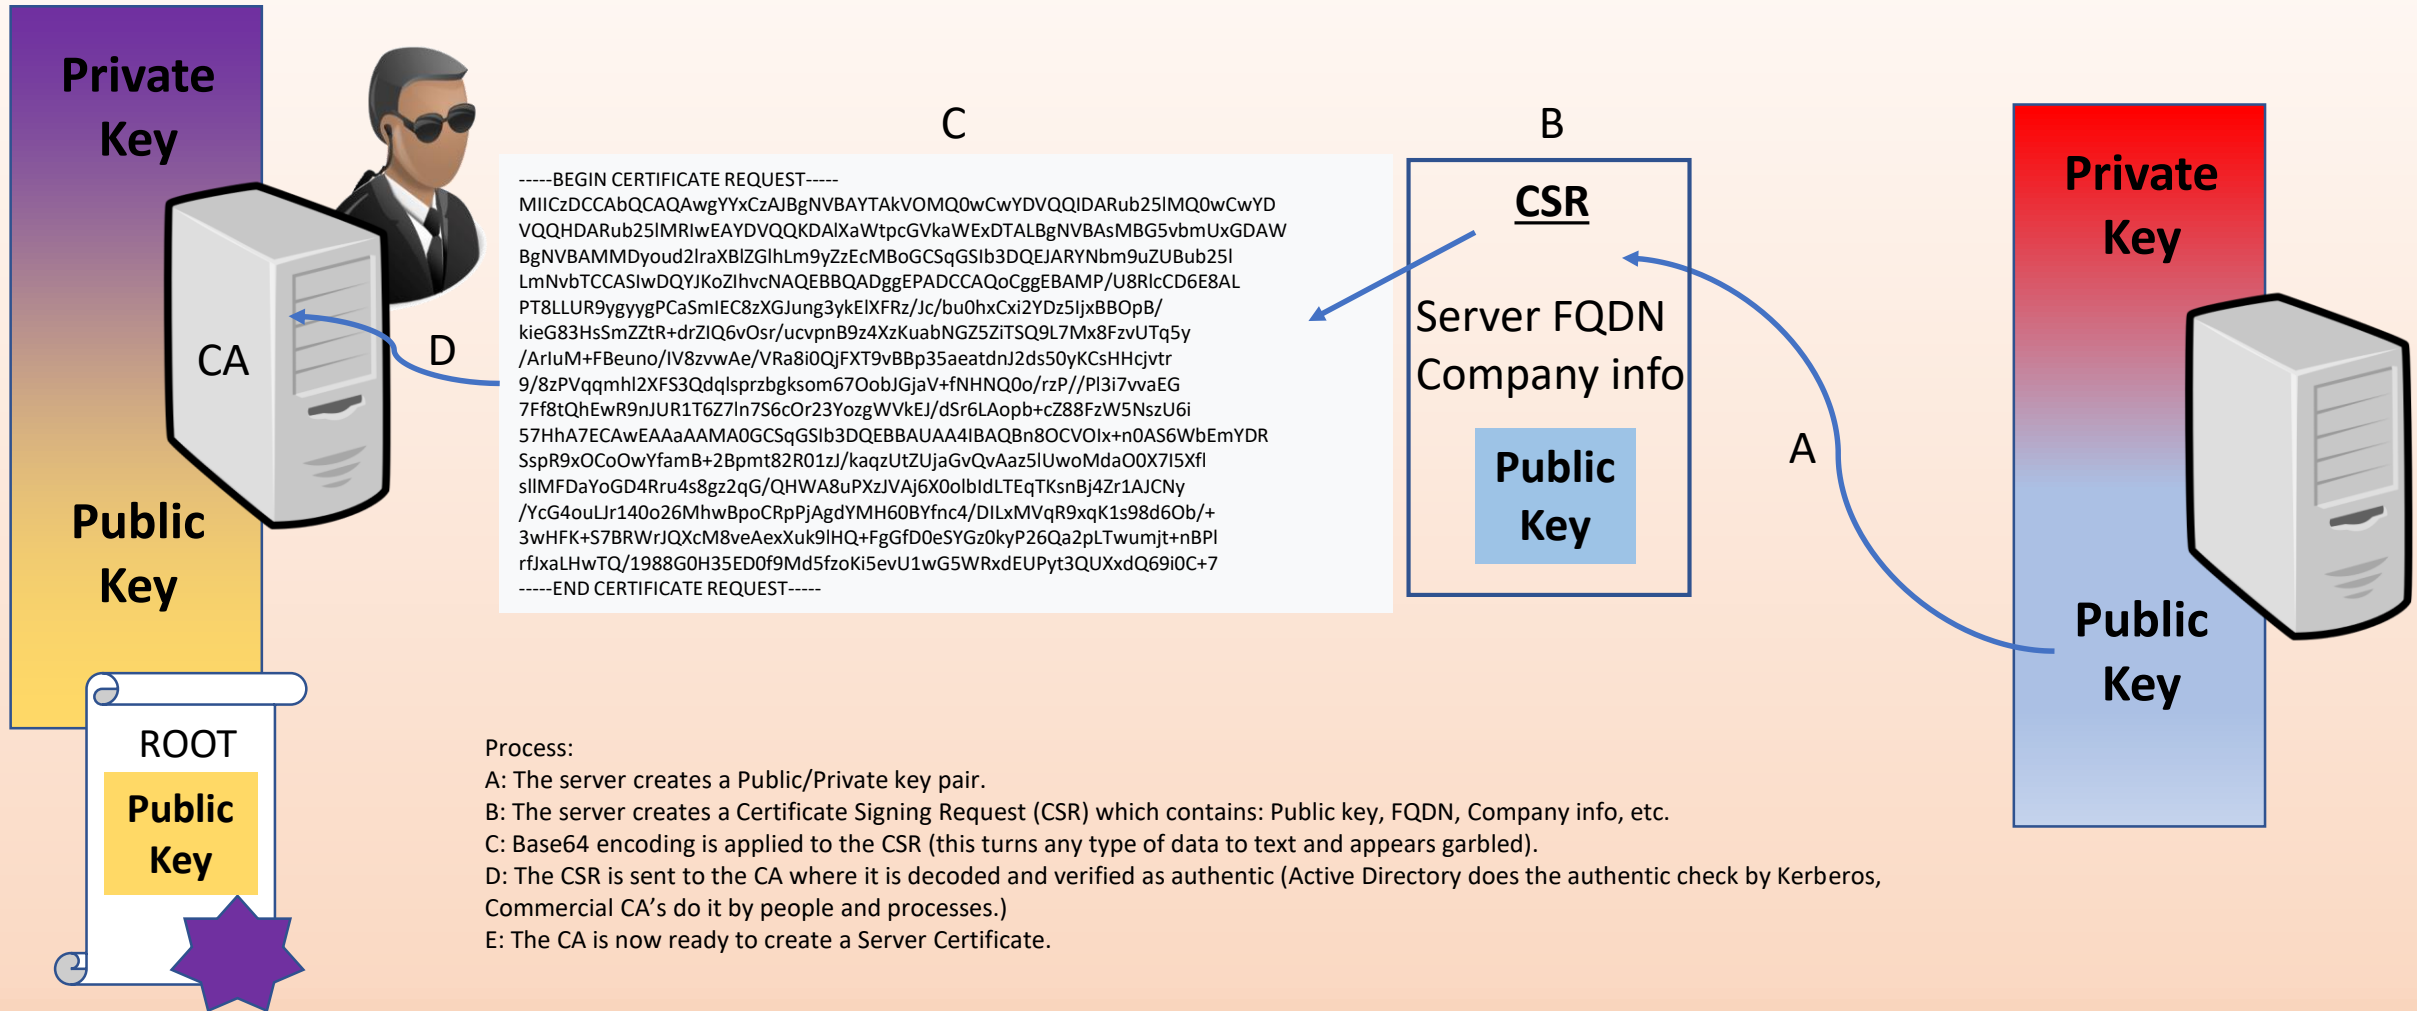 Private
Key
CA
Public
Key
ROOT
Public
Key
D
C
-----BEGIN CERTIFICATE REQUEST-----
MIICzDCCAbQCAQAwgYYxCzAJBgNVBAYTAkVOMQ0wCwYDVQQIDARub25lMQ0wCwYD
VQQHDARub25lMRIwEAYDVQQKDAlXaWtpcGVkaWExDTALBgNVBAsMBG5vbmUxGDAW
BgNVBAMMDyoud2lraXBlZGlhLm9yZzEcMBoGCSqGSIb3DQEJARYNbm9uZUBub25l
LmNvbTCCASIwDQYJKoZIhvcNAQEBBQADggEPADCCAQoCggEBAMP/U8RlcCD6E8AL
PT8LLUR9ygyygPCaSmIEC8zXGJung3ykElXFRz/Jc/bu0hxCxi2YDz5IjxBBOpB/
kieG83HsSmZZtR+drZIQ6vOsr/ucvpnB9z4XzKuabNGZ5ZiTSQ9L7Mx8FzvUTq5y
/ArIuM+FBeuno/IV8zvwAe/VRa8i0QjFXT9vBBp35aeatdnJ2ds50yKCsHHcjvtr
9/8zPVqqmhl2XFS3Qdqlsprzbgksom67OobJGjaV+fNHNQ0o/rzP//Pl3i7vvaEG
7Ff8tQhEwR9nJUR1T6Z7ln7S6cOr23YozgWVkEJ/dSr6LAopb+cZ88FzW5NszU6i
57HhA7ECAwEAAaAAMA0GCSqGSIb3DQEBBAUAA4IBAQBn8OCVOIx+n0AS6WbEmYDR
SspR9xOCoOwYfamB+2Bpmt82R01zJ/kaqzUtZUjaGvQvAaz5lUwoMdaO0X7I5Xfl
sllMFDaYoGD4Rru4s8gz2qG/QHWA8uPXzJVAj6X0olbIdLTEqTKsnBj4Zr1AJCNy
/YcG4ouLJr140o26MhwBpoCRpPjAgdYMH60BYfnc4/DILxMVqR9xqK1s98d6Ob/+
3wHFK+S7BRWrJQXcM8veAexXuk9lHQ+FgGfD0eSYGz0kyP26Qa2pLTwumjt+nBPl
rfJxaLHwTQ/1988G0H35ED0f9Md5fzoKi5evU1wG5WRxdEUPyt3QUXxdQ69i0C+7
-----END CERTIFICATE REQUEST-----
B
CSR
Server FQDN
Company info
Public
Key
A
Private
Key
Public
Key
Process:
A: The server creates a Public/Private key pair.
B: The server creates a Certificate Signing Request (CSR) which contains: Public key, FQDN, Company info, etc.
C: Base64 encoding is applied to the CSR (this turns any type of data to text and appears garbled).
D: The CSR is sent to the CA where it is decoded and verified as authentic (Active Directory does the authentic check by Kerberos,
Commercial CA's do it by people and processes.)
E: The CA is now ready to create a Server Certificate.